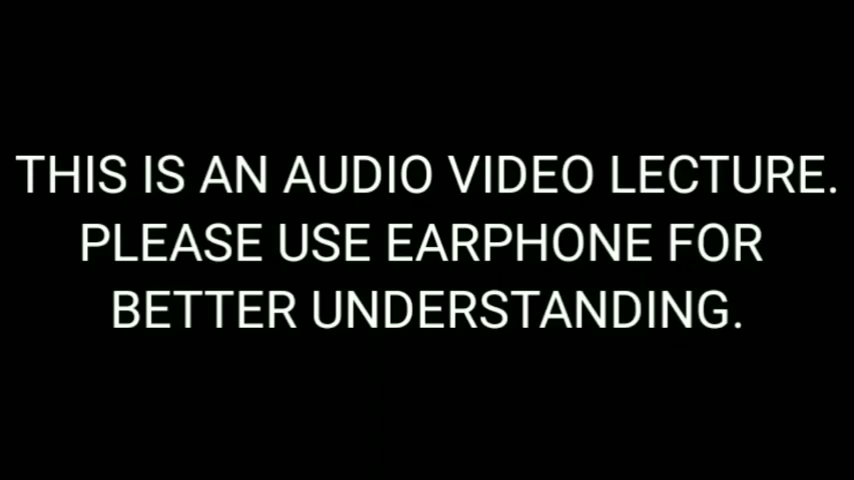 THIS IS AN AUDIO VIDEO LECTURE.
PLEASE USE EARPHONE FOR
BETTER UNDERSTANDING.